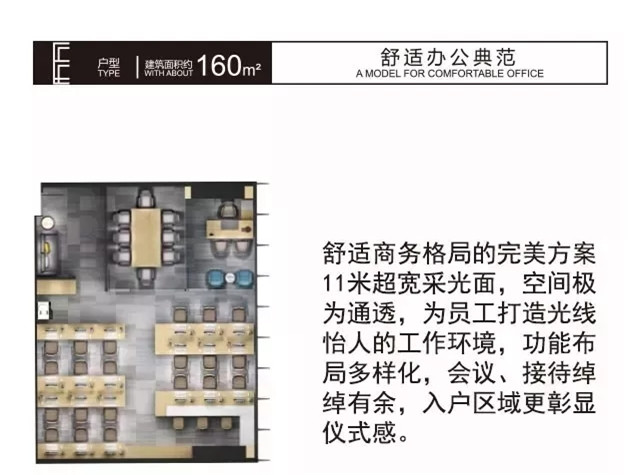 户型 建筑面积约 160m² 舒适办公典范
TYPE WITH ABOUT A MODEL FOR COMFORTABLE OFFICE
舒适商务格局的完美方案
11米超宽采光面，空间极
为通透，为员工打造光线
怡人的工作环境，功能布
局多样化，会议、接待绰
绰有余，入户区域更彰显
仪式感。